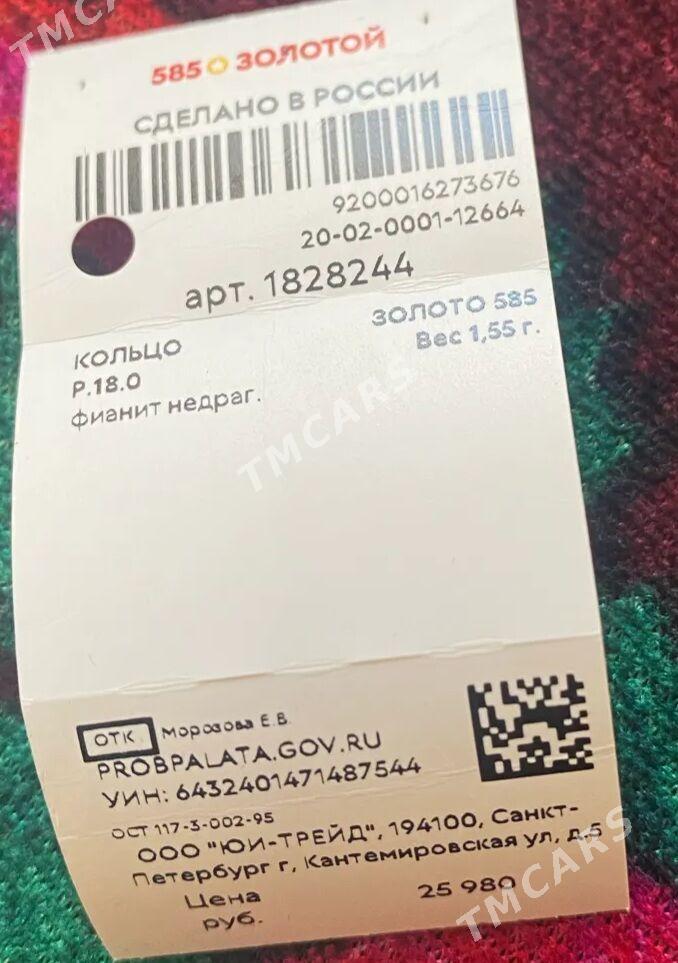 585 ЗОЛОТОЙ
СДЕЛАНО В РОССИИ
9200016273676
20-02-0001-12664
арт. 1828244
КОЛЬЦО
ЗОЛОТО 585
Р.18.0
Вес 1,55 г.
фианит недраг.
TMCARS
ОТК Морозова Е.В.
PROBPALATA.GOV.RU
УИН: 6432401471487544
ОСТ 117-3-002-95
ООО "ЮИ-ТРЕЙД", 194100, Санкт-
Петербург г, Кантемировская ул, д.5
Цена 25 980
руб.
TMCARS